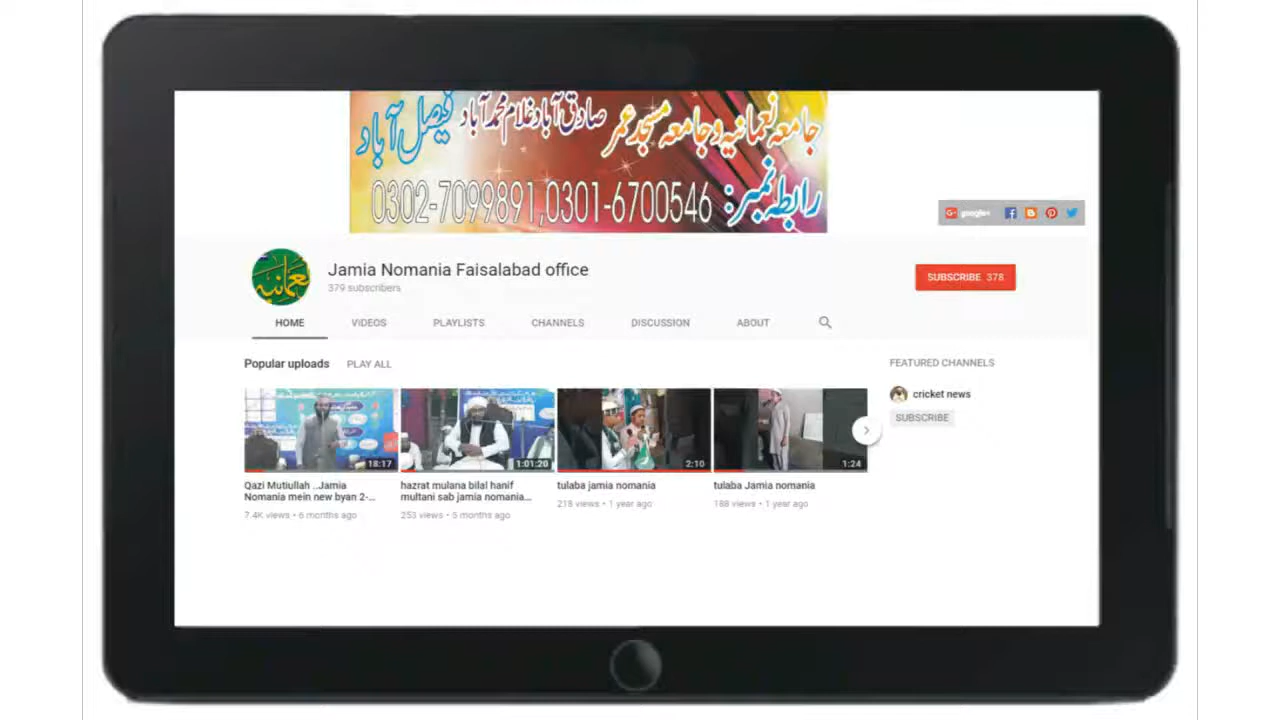 جامعہ نعمانیہ و جامعہ مسجد عمر صادق آباد غلام محمد آباد فیصل آباد
رابطہ نمبر: 0301-6700546,0302-7099891
google+
نعمانیہ
Jamia Nomania Faisalabad office
379 subscribers
SUBSCRIBE 378
HOME VIDEOS PLAYLISTS CHANNELS DISCUSSION ABOUT
Popular uploads PLAY ALL
FEATURED CHANNELS
cricket news
SUBSCRIBE
18:17 1:01:20 2:10 1:24
Qazi Mutiullah ..Jamia
Nomania mein new byan 2-...
7.4K views • 6 months ago
hazrat mulana bilal hanif
multani sab jamia nomania...
253 views • 5 months ago
tulaba jamia nomania
218 views • 1 year ago
tulaba Jamia nomania
188 views • 1 year ago